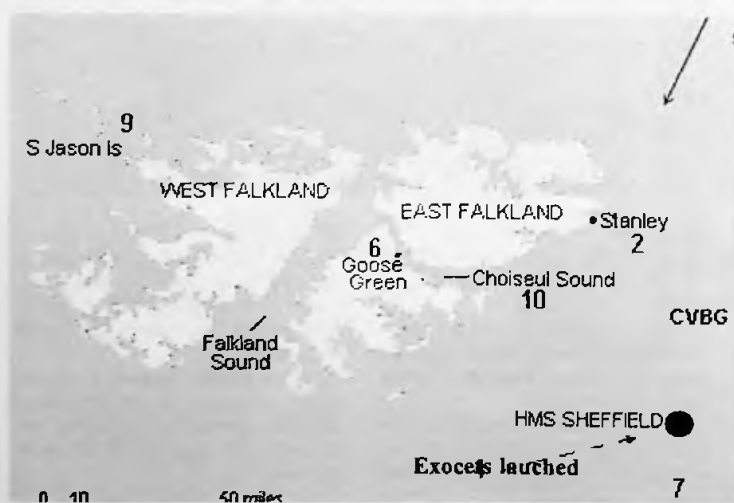 9
S Jason Is
WEST FALKLAND
EAST FALKLAND
Stanley
2
6
Goose
Green
Choiseul Sound
10
CVBG
Falkland
Sound
HMS SHEFFIELD
Exocets lauched
7
0 10 50 miles